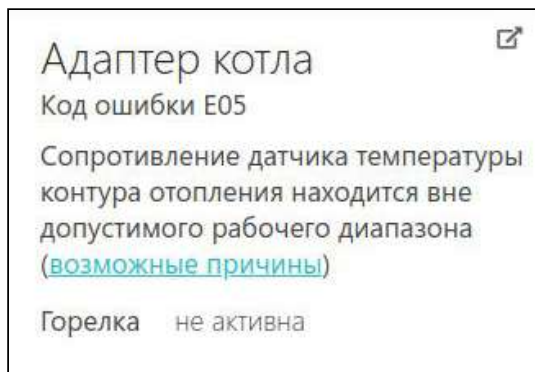 Адаптер котла
Код ошибки E05
Сопротивление датчика температуры
контура отопления находится вне
допустимого рабочего диапазона
(возможные причины)
Горелка не активна